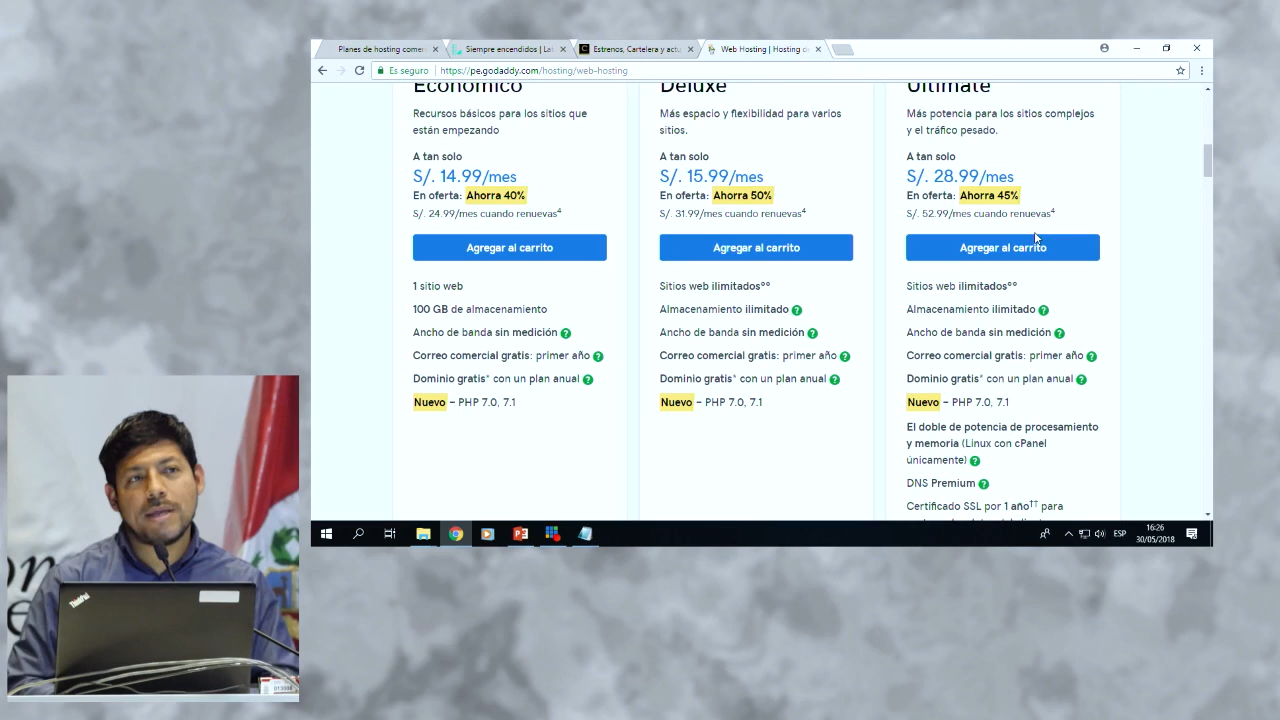 Planes de hosting comer
Siempre encendidos | La
Estrenos, Cartelera y actu
Web Hosting | Hosting d
Es seguro
https://pe.godaddy.com/hosting/web-hosting
Económico
Recursos básicos para los sitios que
están empezando
A tan solo
S/. 14.99/mes
En oferta: Ahorra 40%
S/. 24.99/mes cuando renuevas⁴
Agregar al carrito
1 sitio web
100 GB de almacenamiento
Ancho de banda sin medición ?
Correo comercial gratis: primer año ?
Dominio gratis* con un plan anual ?
Nuevo – PHP 7.0, 7.1
Deluxe
Más espacio y flexibilidad para varios
sitios.
A tan solo
S/. 15.99/mes
En oferta: Ahorra 50%
S/. 31.99/mes cuando renuevas⁴
Agregar al carrito
Sitios web ilimitados°°
Almacenamiento ilimitado ?
Ancho de banda sin medición ?
Correo comercial gratis: primer año ?
Dominio gratis* con un plan anual ?
Nuevo – PHP 7.0, 7.1
Ultimate
Más potencia para los sitios complejos
y el tráfico pesado.
A tan solo
S/. 28.99/mes
En oferta: Ahorra 45%
S/. 52.99/mes cuando renuevas⁴
Agregar al carrito
Sitios web ilimitados°°
Almacenamiento ilimitado ?
Ancho de banda sin medición ?
Correo comercial gratis: primer año ?
Dominio gratis* con un plan anual ?
Nuevo – PHP 7.0, 7.1
El doble de potencia de procesamiento
y memoria (Linux con cPanel
únicamente) ?
DNS Premium ?
Certificado SSL por 1 año†† para
ESP
16:26
30/05/2018
ThinkPad